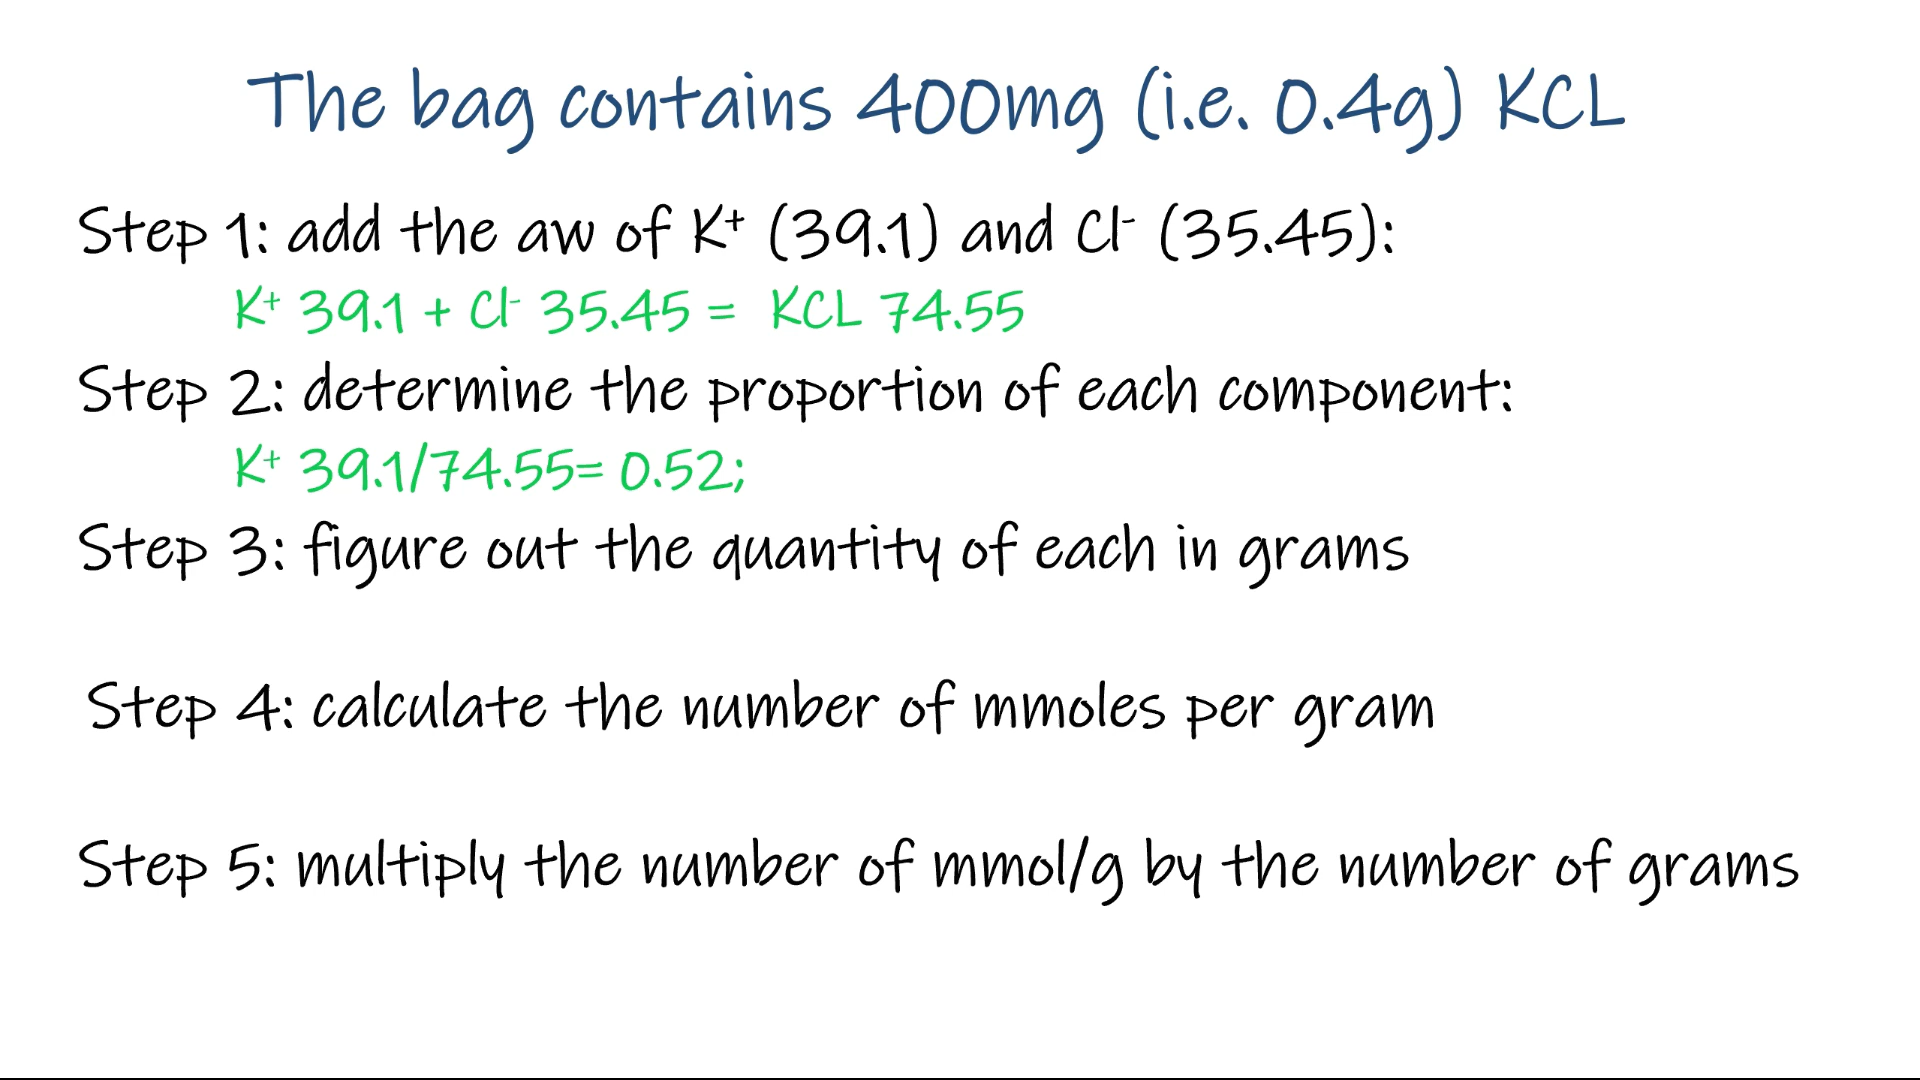 The bag contains 400mg (i.e. 0.4g) KCL
Step 1: add the aw of K⁺ (39.1) and Cl⁻ (35.45):
K⁺ 39.1 + Cl⁻ 35.45 = KCL 74.55
Step 2: determine the proportion of each component:
K⁺ 39.1/74.55= 0.52;
Step 3: figure out the quantity of each in grams
Step 4: calculate the number of mmoles per gram
Step 5: multiply the number of mmol/g by the number of grams